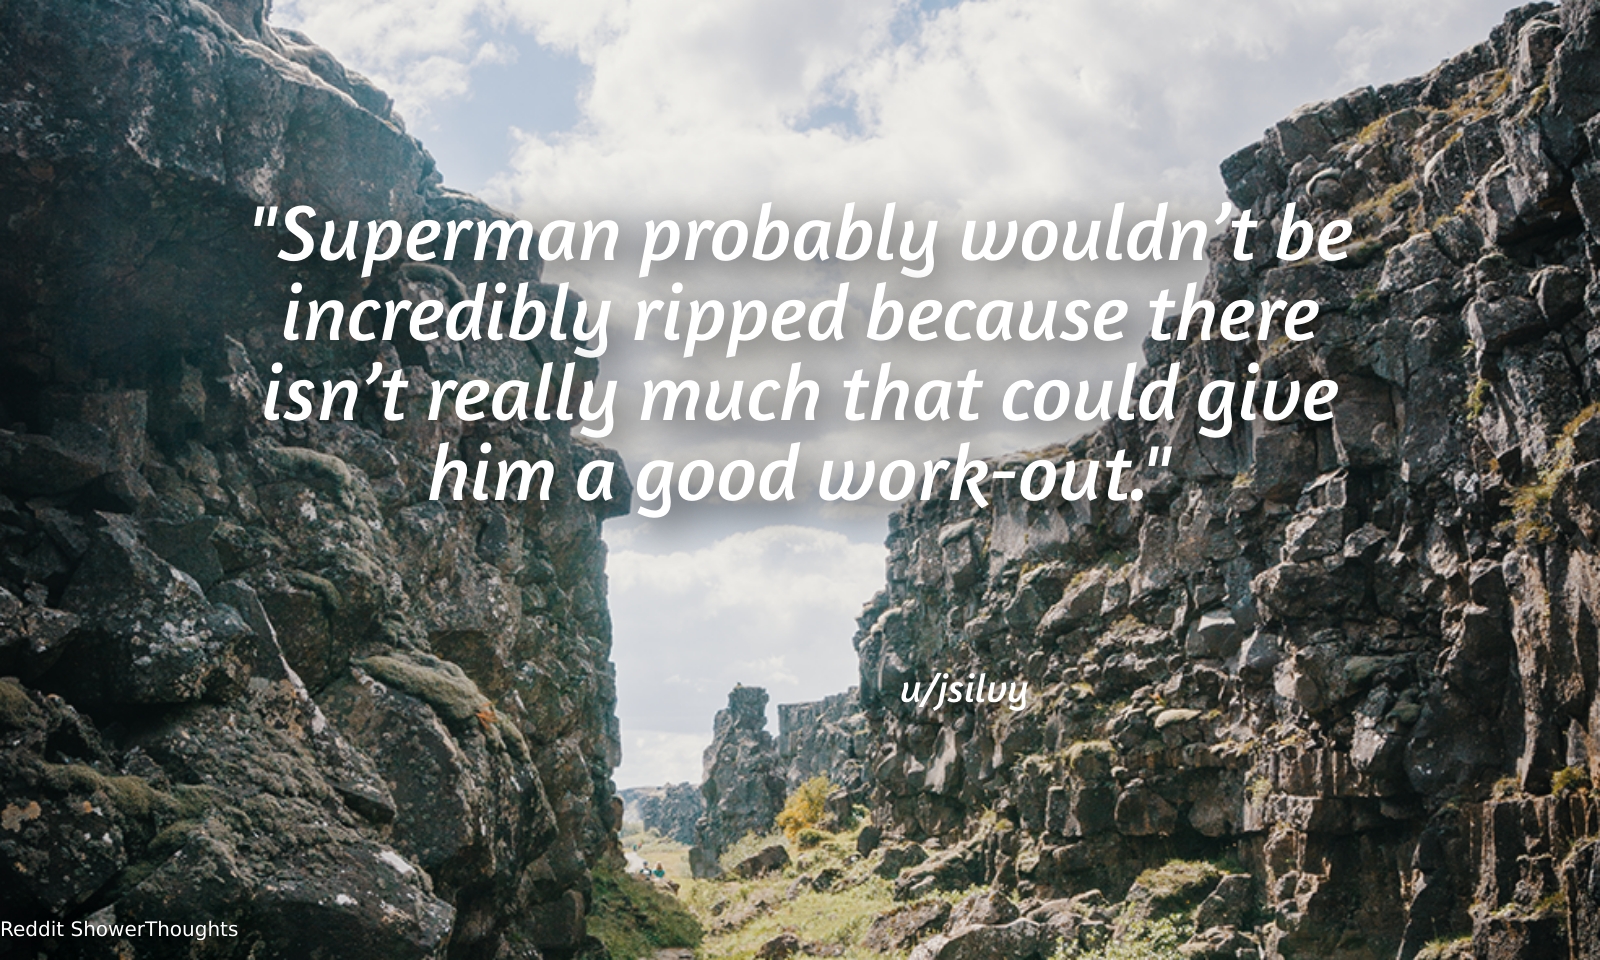 "Superman probably wouldn’t be
incredibly ripped because there
isn’t really much that could give
him a good work-out."
u/jsilvy
Reddit ShowerThoughts